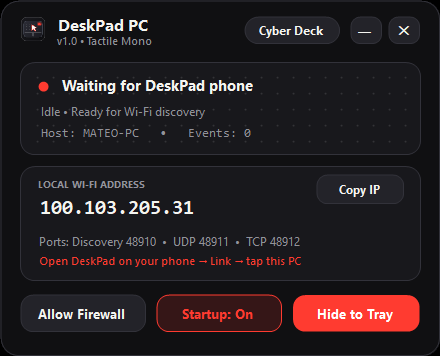 DeskPad PC
v1.0 • Tactile Mono
Cyber Deck
—
✕
Waiting for DeskPad phone
Idle • Ready for Wi-Fi discovery
Host: MATEO-PC • Events: 0
LOCAL WI-FI ADDRESS
Copy IP
100.103.205.31
Ports: Discovery 48910 • UDP 48911 • TCP 48912
Open DeskPad on your phone → Link → tap this PC
Allow Firewall
Startup: On
Hide to Tray